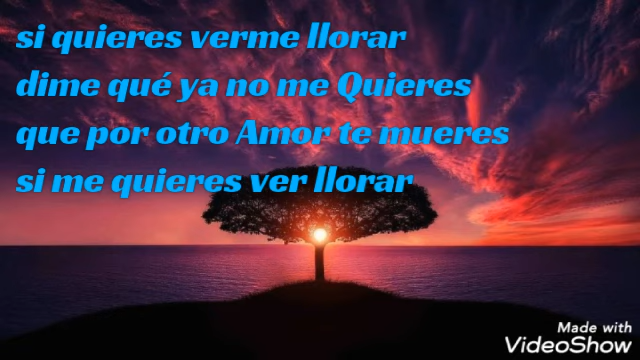 si quieres verme llorar
dime qué ya no me Quieres
que por otro Amor te mueres
si me quieres ver llorar
Made with
VideoShow